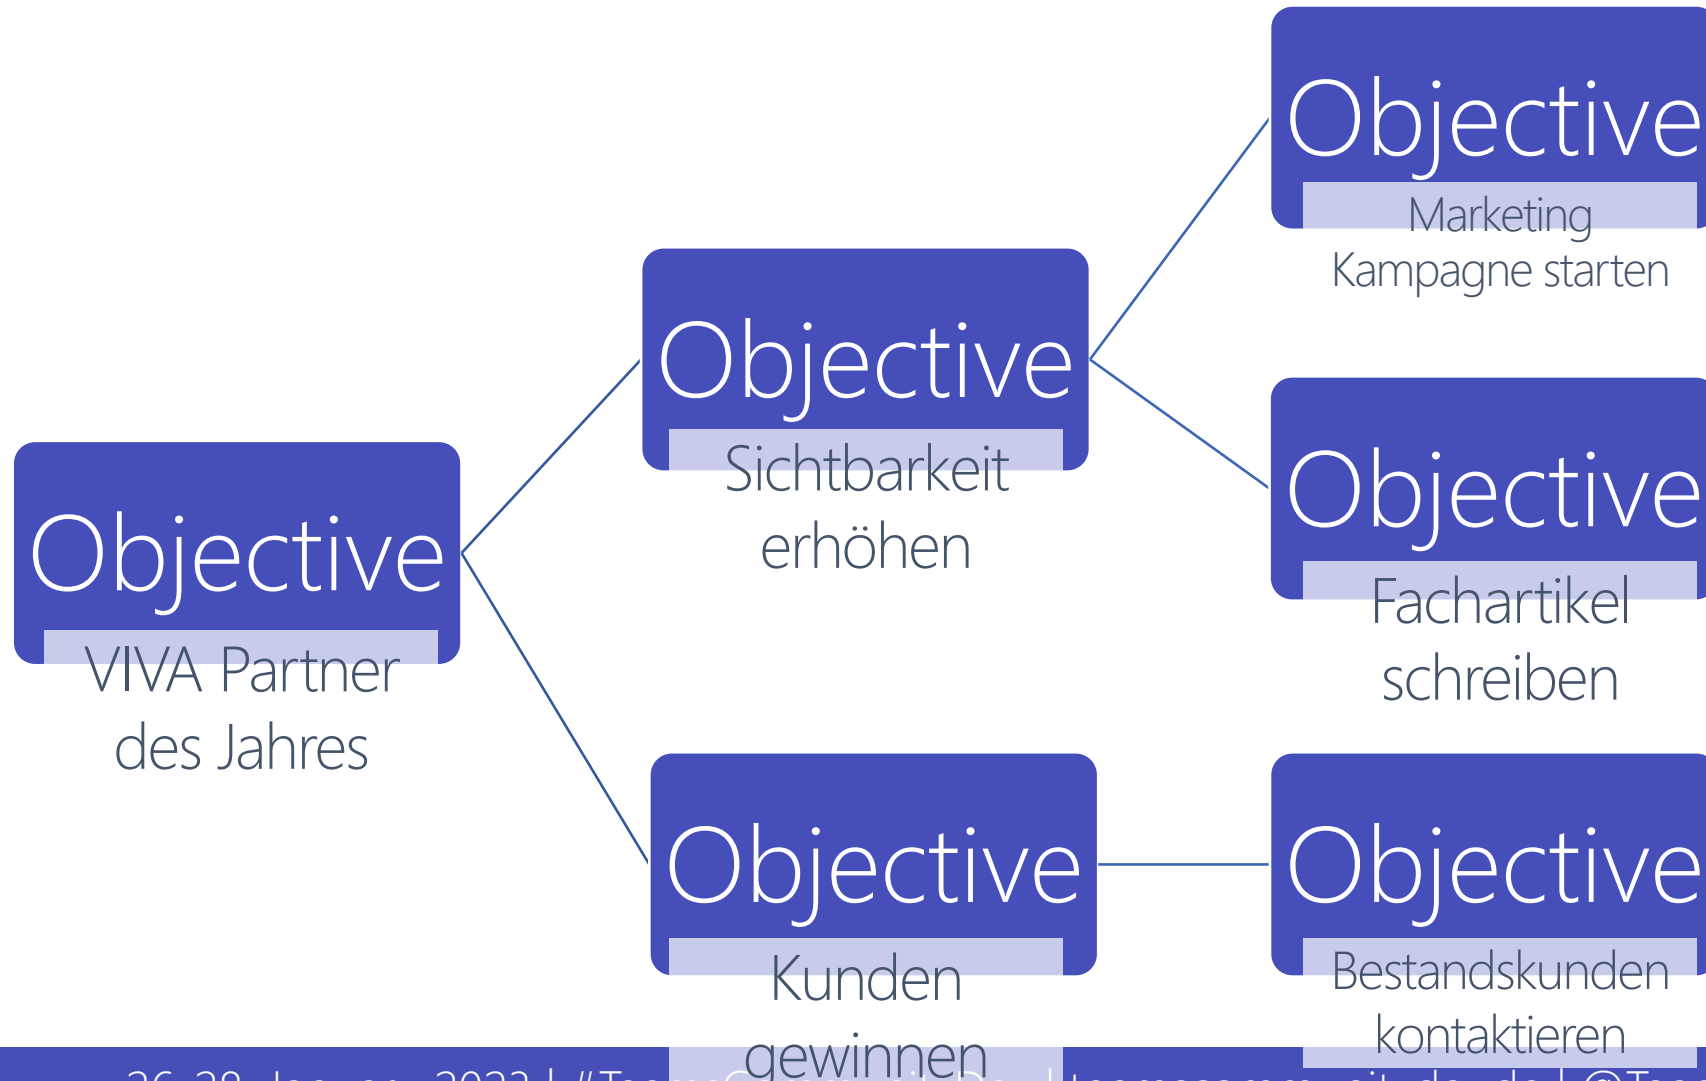 Objective
Marketing
Kampagne starten
Objective
Sichtbarkeit
erhöhen
Objective
Fachartikel
schreiben
Objective
VIVA Partner
des Jahres
Objective
Kunden
gewinnen
Objective
Bestandskunden
kontaktieren
2023 |